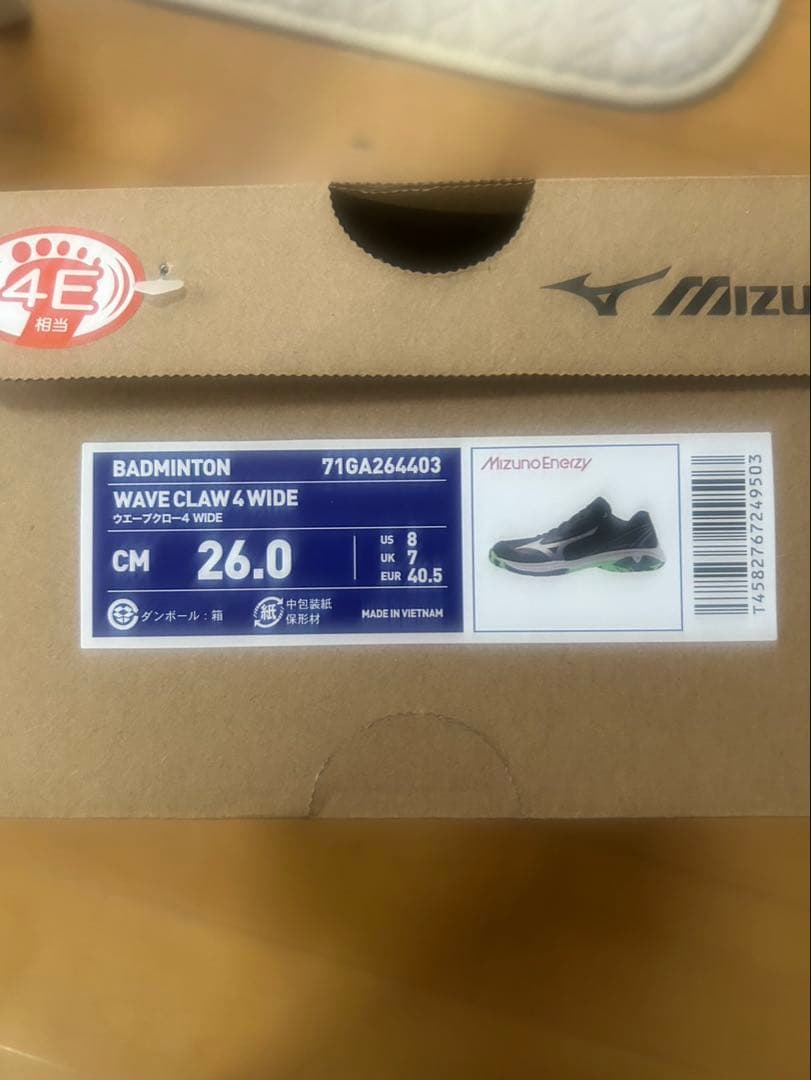 4E
相当
MIZU
BADMINTON 71GA264403
WAVE CLAW 4 WIDE
ウエーブクロー4 WIDE
CM 26.0
US 8
UK 7
EUR 40.5
ダンボール : 箱
紙 中包装紙
保形材
MADE IN VIETNAM
MizunoEnerzy
T4582767249503